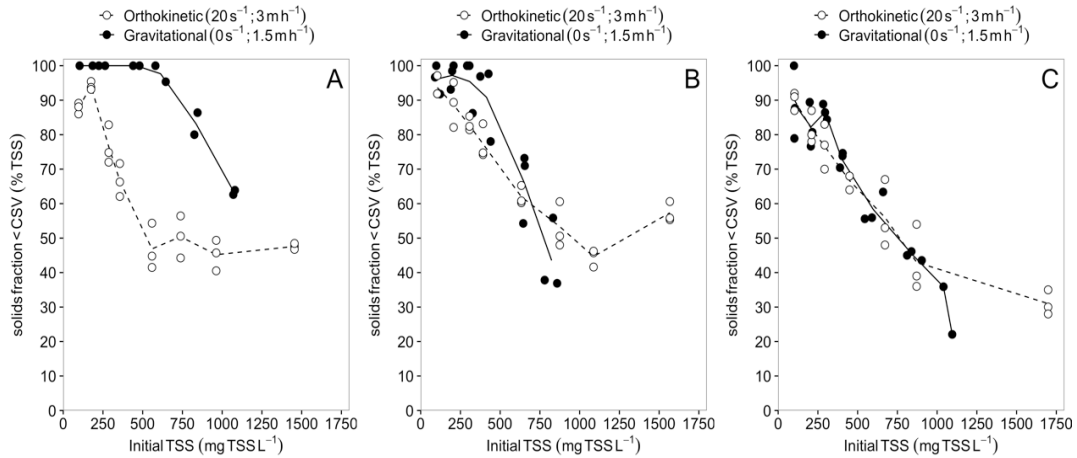 Orthokinetic (20 s⁻¹; 3 m h⁻¹)
Gravitational (0 s⁻¹; 1.5 m h⁻¹)
A
solids fraction < CSV (% TSS)
100
90
80
70
60
50
40
30
20
10
0
0 250 500 750 1000 1250 1500 1750
Initial TSS (mg TSS L⁻¹)
Orthokinetic (20 s⁻¹; 3 m h⁻¹)
Gravitational (0 s⁻¹; 1.5 m h⁻¹)
B
solids fraction < CSV (% TSS)
100
90
80
70
60
50
40
30
20
10
0
0 250 500 750 1000 1250 1500 1750
Initial TSS (mg TSS L⁻¹)
Orthokinetic (20 s⁻¹; 3 m h⁻¹)
Gravitational (0 s⁻¹; 1.5 m h⁻¹)
C
solids fraction < CSV (% TSS)
100
90
80
70
60
50
40
30
20
10
0
0 250 500 750 1000 1250 1500 1750
Initial TSS (mg TSS L⁻¹)